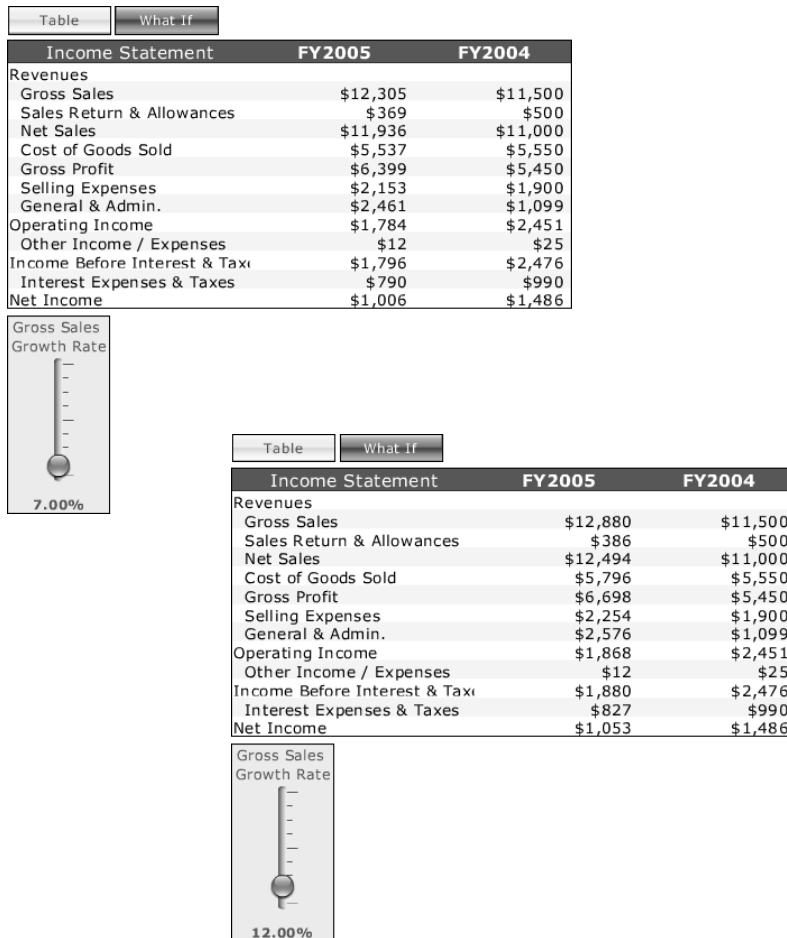 Table What If
Income Statement FY2005 FY2004
Revenues
Gross Sales $12,305 $11,500
Sales Return & Allowances $369 $500
Net Sales $11,936 $11,000
Cost of Goods Sold $5,537 $5,550
Gross Profit $6,399 $5,450
Selling Expenses $2,153 $1,900
General & Admin. $2,461 $1,099
Operating Income $1,784 $2,451
Other Income / Expenses $12 $25
Income Before Interest & Tax $1,796 $2,476
Interest Expenses & Taxes $790 $990
Net Income $1,006 $1,486
Gross Sales
Growth Rate
7.00%
Table What If
Income Statement FY2005 FY2004
Revenues
Gross Sales $12,880 $11,500
Sales Return & Allowances $386 $500
Net Sales $12,494 $11,000
Cost of Goods Sold $5,796 $5,550
Gross Profit $6,698 $5,450
Selling Expenses $2,254 $1,900
General & Admin. $2,576 $1,099
Operating Income $1,868 $2,451
Other Income / Expenses $12 $25
Income Before Interest & Tax $1,880 $2,476
Interest Expenses & Taxes $827 $990
Net Income $1,053 $1,486
Gross Sales
Growth Rate
12.00%